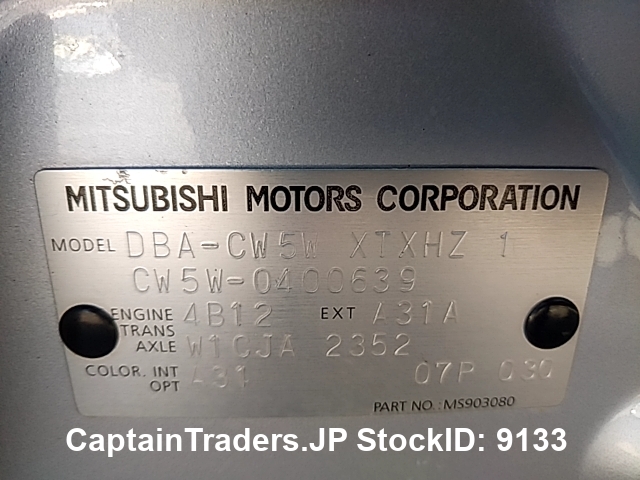 MITSUBISHI MOTORS CORPORATION
MODEL DBA-CW5W XTXHZ 1
CW5W-0400639
ENGINE 4B12 EXT A31A
TRANS AXLE W1CJA 2352
COLOR. INT OPT A31 07P 030
PART NO.: MS903080
CaptainTraders.JP StockID: 9133